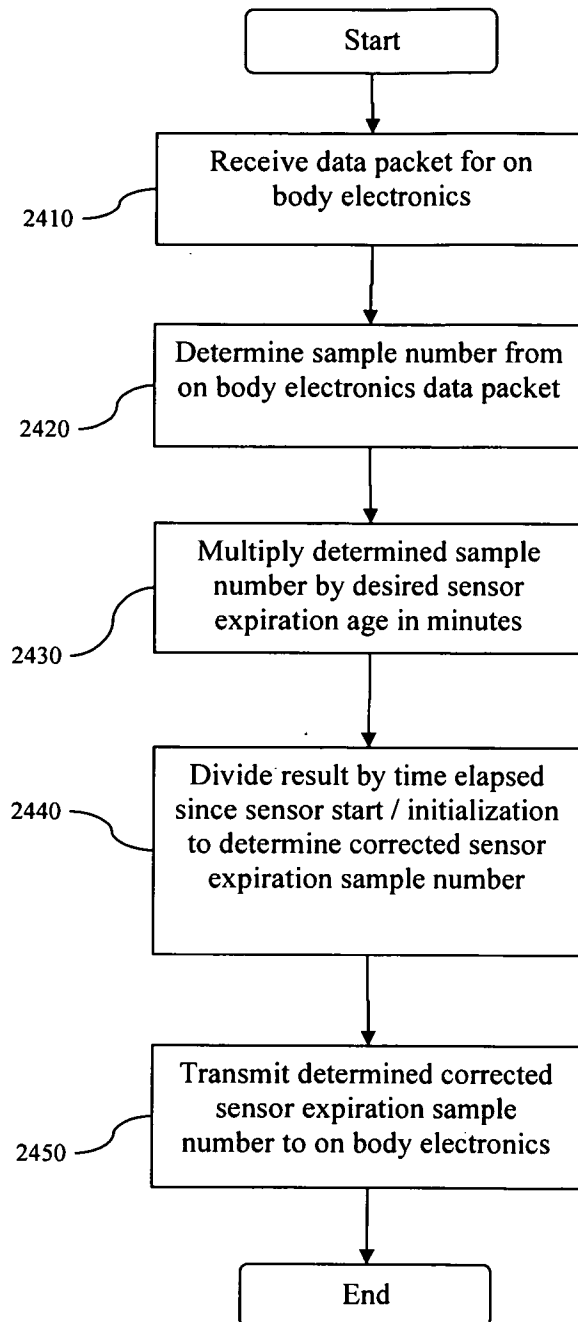 Start
Receive data packet for on
body electronics
2410
Determine sample number from
on body electronics data packet
2420
Multiply determined sample
number by desired sensor
expiration age in minutes
2430
Divide result by time elapsed
since sensor start / initialization
to determine corrected sensor
expiration sample number
2440
Transmit determined corrected
sensor expiration sample
number to on body electronics
2450
End